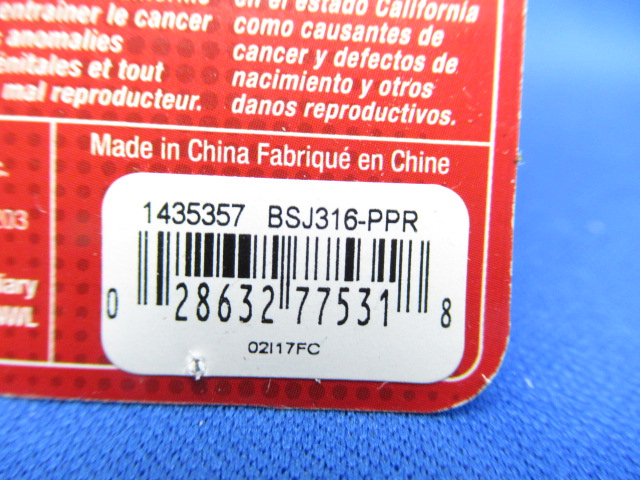 entraîner le cancer
anomalies
et tout
mal reproducteur.
en el estado California
como causantes de
cancer y defectos de
nacimiento y otros
danos reproductivos.
Made in China Fabriqué en Chine
203
1435357 BSJ316-PPR
0 28632 77531 8
02I17FC